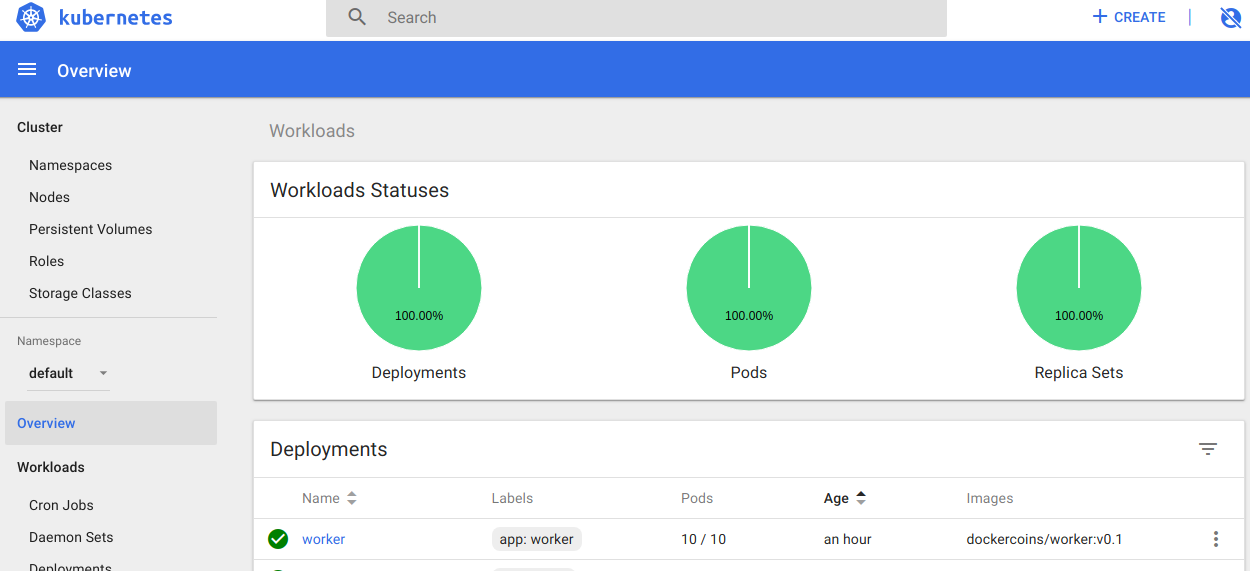 kubernetes
Search
CREATE
Overview
Cluster
Namespaces
Nodes
Persistent Volumes
Roles
Storage Classes
Namespace
default
Overview
Workloads
Cron Jobs
Daemon Sets
Deployments
Workloads
Workloads Statuses
100.00% 100.00% 100.00%
Deployments Pods Replica Sets
Deployments
Name Labels Pods Age Images
worker app: worker 10 / 10 an hour dockercoins/worker:v0.1